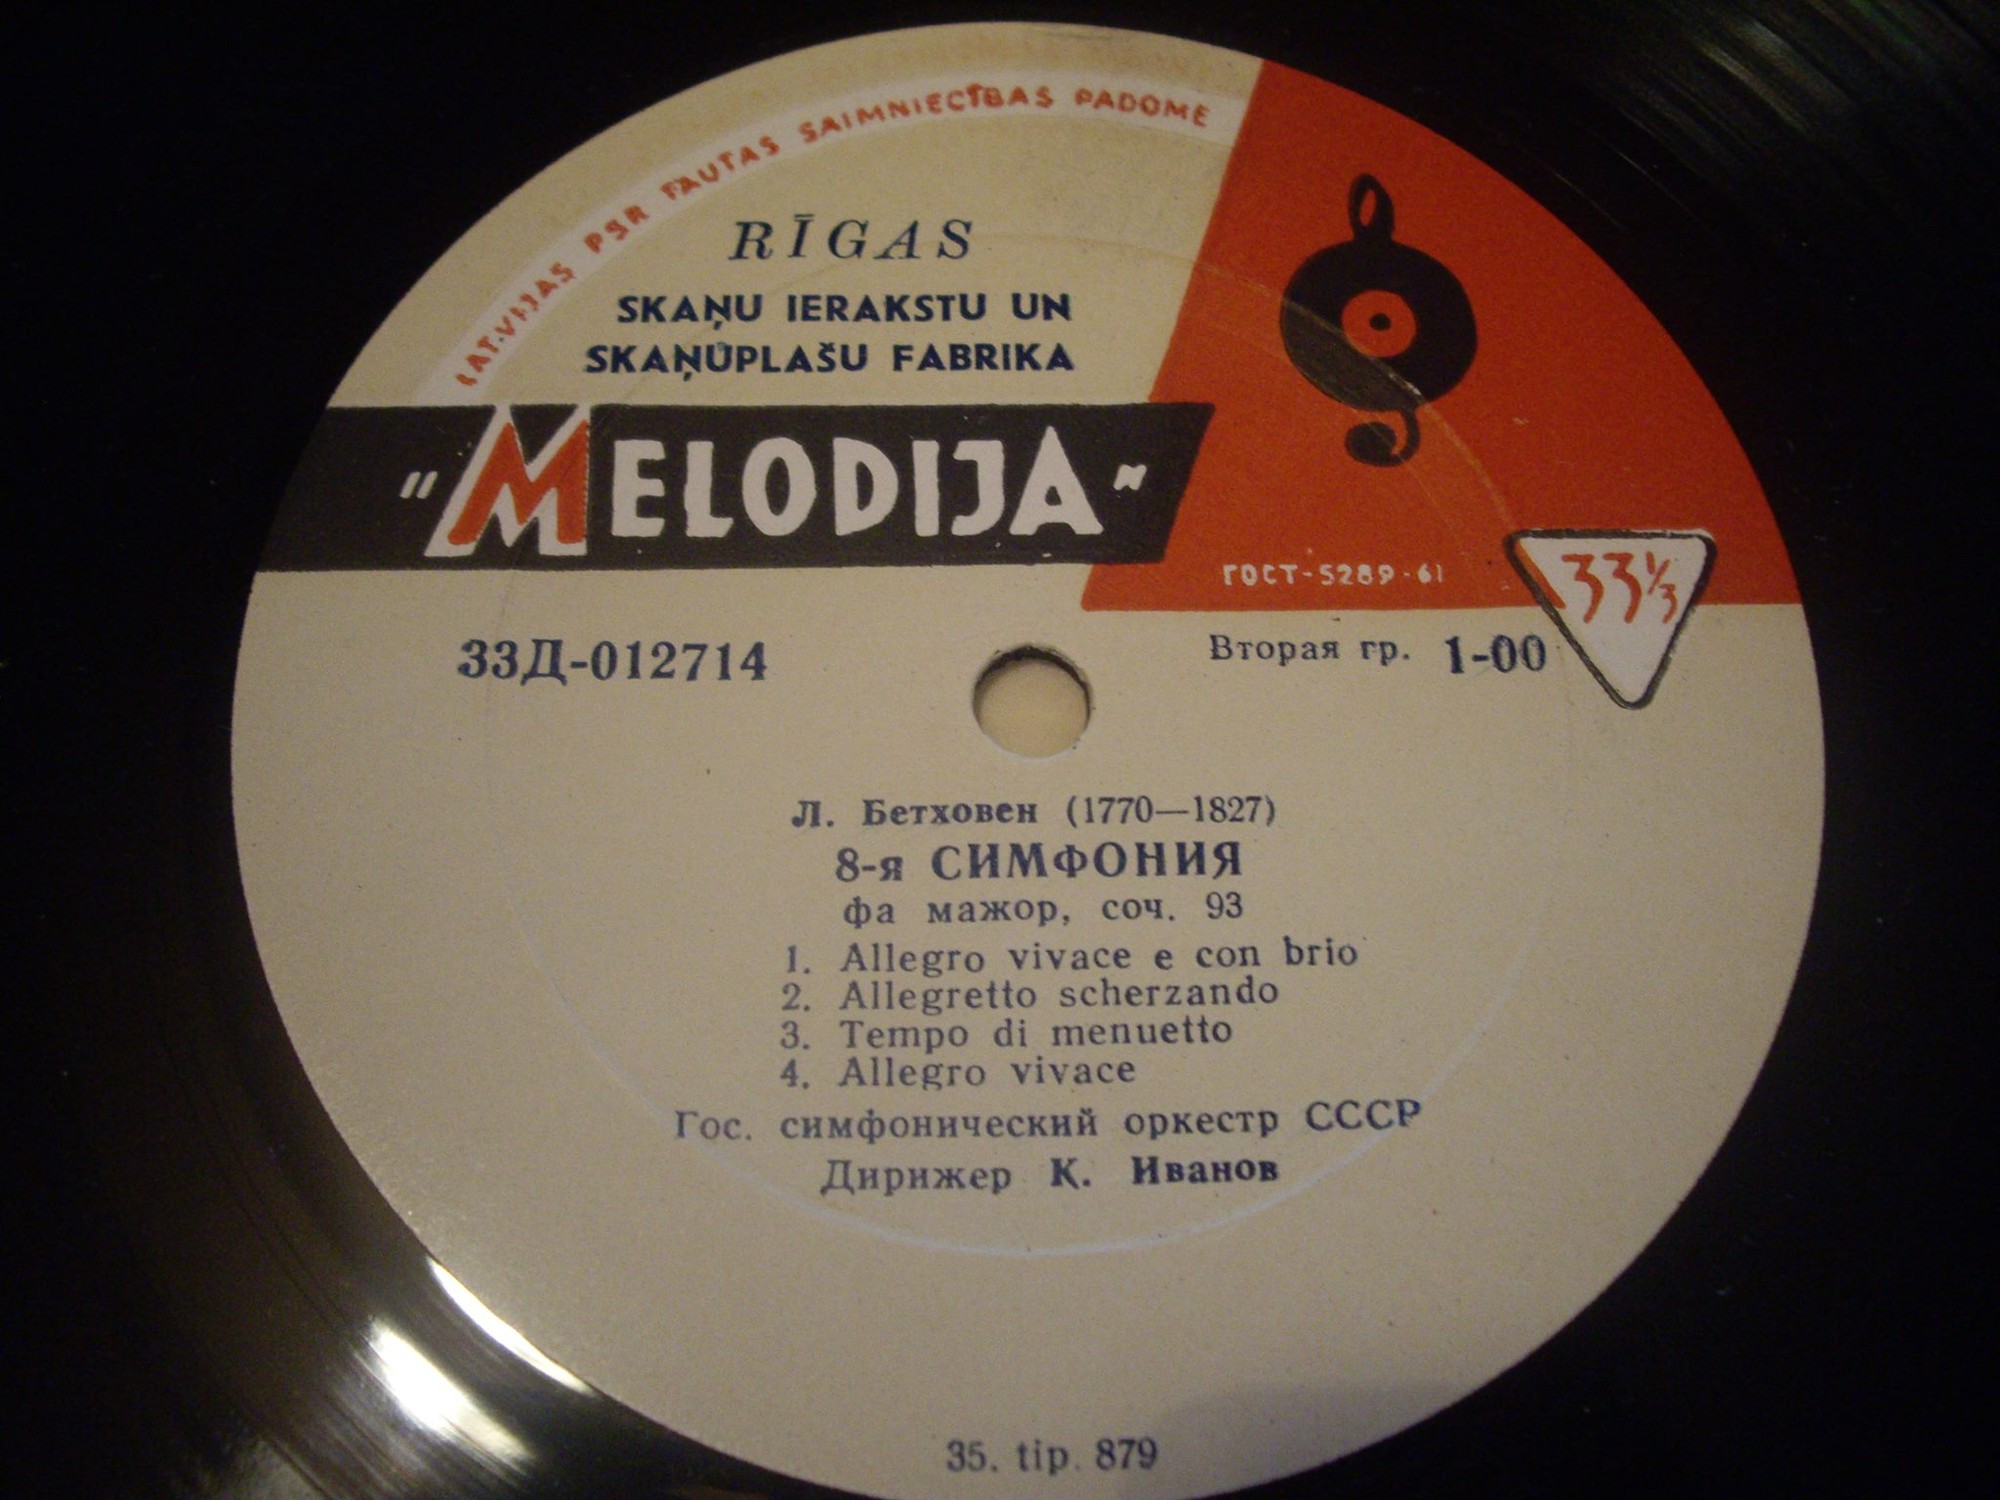 LATVIJAS PSR TAUTAS SAIMNIECĪBAS PADOME
RĪGAS
SKAŅU IERAKSTU UN
SKAŅUPLAŠU FABRIKA
"MELODIJA"
ГОСТ-5289-61
33⅓
33Д-012714
Вторая гр. 1-00
Л. Бетховен (1770—1827)
8-я СИМФОНИЯ
фа мажор, соч. 93
1. Allegro vivace e con brio
2. Allegretto scherzando
3. Tempo di menuetto
4. Allegro vivace
Гос. симфонический оркестр СССР
Дирижер К. Иванов
35. tip. 879